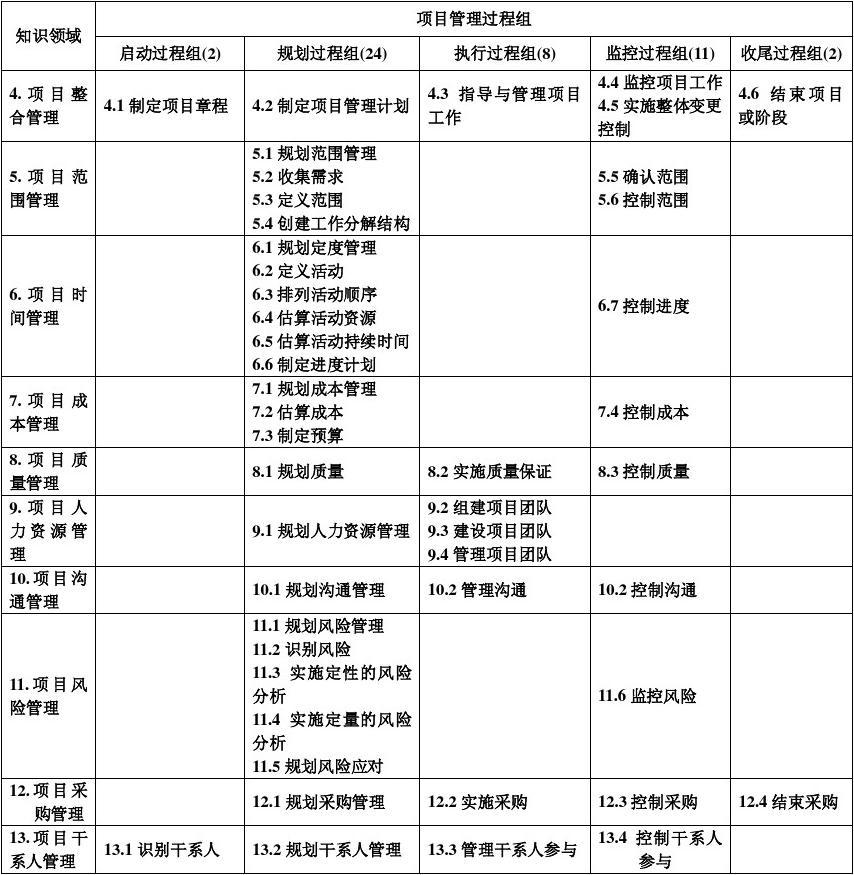 知识领域
项目管理过程组
启动过程组(2)
规划过程组(24)
执行过程组(8)
监控过程组(11)
收尾过程组(2)
4. 项目整
合管理
4.1 制定项目章程
4.2 制定项目管理计划
4.3 指导与管理项目
工作
4.4 监控项目工作
4.5 实施整体变更
控制
4.6 结束项目
或阶段
5. 项目范
围管理
5.1 规划范围管理
5.2 收集需求
5.3 定义范围
5.4 创建工作分解结构
5.5 确认范围
5.6 控制范围
6. 项目时
间管理
6.1 规划定度管理
6.2 定义活动
6.3 排列活动顺序
6.4 估算活动资源
6.5 估算活动持续时间
6.6 制定进度计划
6.7 控制进度
7. 项目成
本管理
7.1 规划成本管理
7.2 估算成本
7.3 制定预算
7.4 控制成本
8. 项目质
量管理
8.1 规划质量
8.2 实施质量保证
8.3 控制质量
9. 项目人
力资源管
理
9.1 规划人力资源管理
9.2 组建项目团队
9.3 建设项目团队
9.4 管理项目团队
10.项目沟
通管理
10.1 规划沟通管理
10.2 管理沟通
10.2 控制沟通
11.项目风
险管理
11.1 规划风险管理
11.2 识别风险
11.3 实施定性的风险
分析
11.4 实施定量的风险
分析
11.5 规划风险应对
11.6 监控风险
12.项目采
购管理
12.1 规划采购管理
12.2 实施采购
12.3 控制采购
12.4 结束采购
13.项目干
系人管理
13.1 识别干系人
13.2 规划干系人管理
13.3 管理干系人参与
13.4 控制干系人
参与